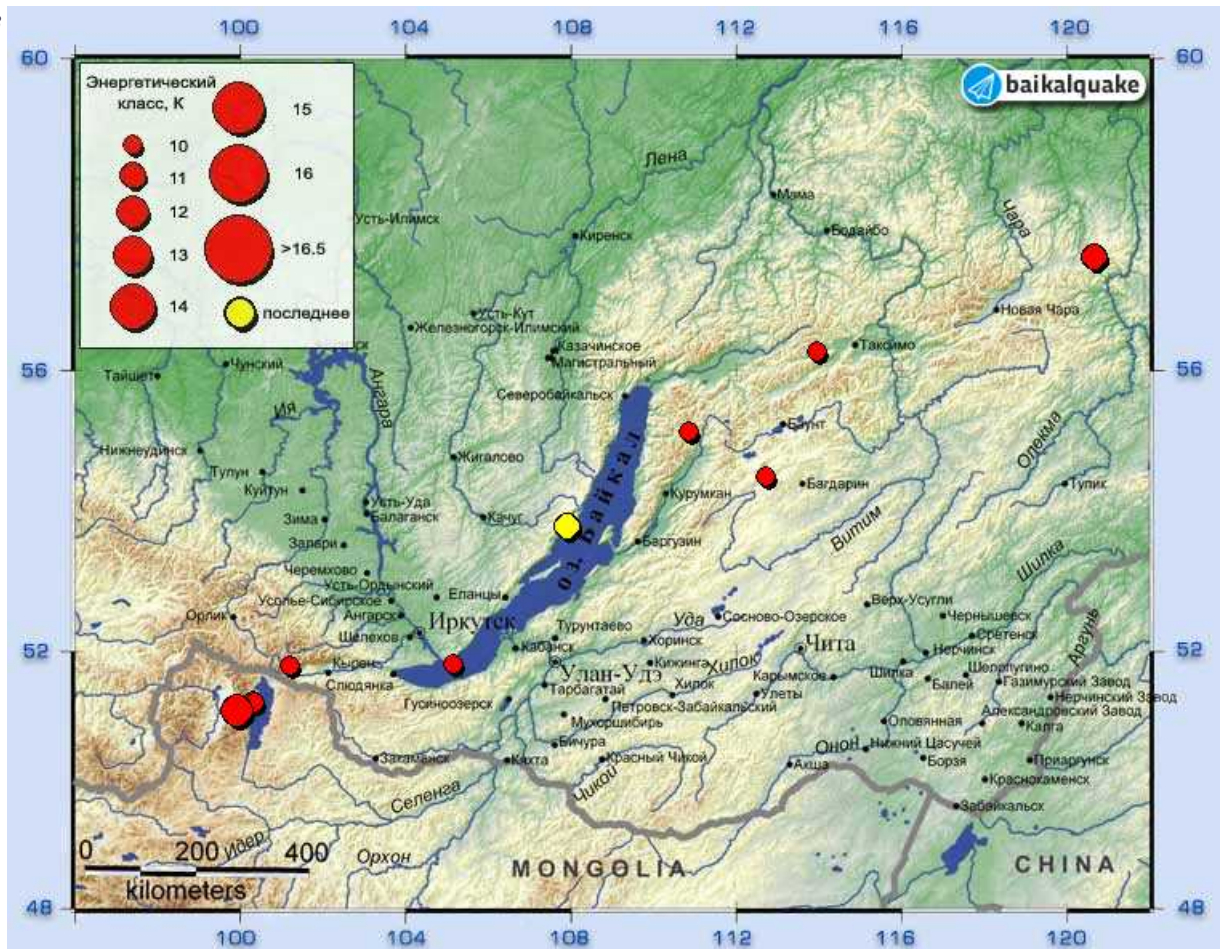 100 104 108 112 116 120
60 60
Энергетический
класс, К
15
10
16
11
12
>16.5
13
14
последнее
baikalquake
Лена
Мама
Усть-Илимск
Чара
Бодайбо
Киренск
Новая Чара
Усть-Кут
Железногорск-Илимский
Казачинское
Таксимо
Магистральный
Чунский
56 56
Тайшет
Ангара
Северобайкальск
Ия
Баунт
Олекма
Нижнеудинск
Жигалово
Тулун
оз. Байкал
Куйтун
Курумкан
Багдарин
Тупик
Усть-Уда
Балаганск
Зима
Качуг
Витим
Залари
Баргузин
Шилка
Черемхово
Усть-Ордынский
Усолье-Сибирское
Еланцы
Верх-Усугли
Орлик
Ангарск
Уда
Сосново-Озерское
Чернышевск
Аргунь
Иркутск
Турунтаево
Сретенск
Шелехов
Хоринск
Кабанск
Чита
Нерчинск
52 52
Кырен
Улан-Удэ
Кижинга
Хилок
Слюдянка
Карымское
Шилка
Шелопугино
Тарбагатай
Балей
Газимурский Завод
Хилок
Улеты
Гусиноозерск
Петровск-Забайкальский
Нерчинский Завод
Александровский Завод
Мухоршибирь
Оловянная
Калга
Бичура
Онон
Нижний Цасучей
Закаменск
Кяхта
Красный Чикой
Акша
Борзя
Приаргунск
Чикой
Краснокаменск
Селенга
Забайкальск
Идер
0 200 400
Орхон
MONGOLIA
CHINA
kilometers
48 48
100 104 108 112 116 120